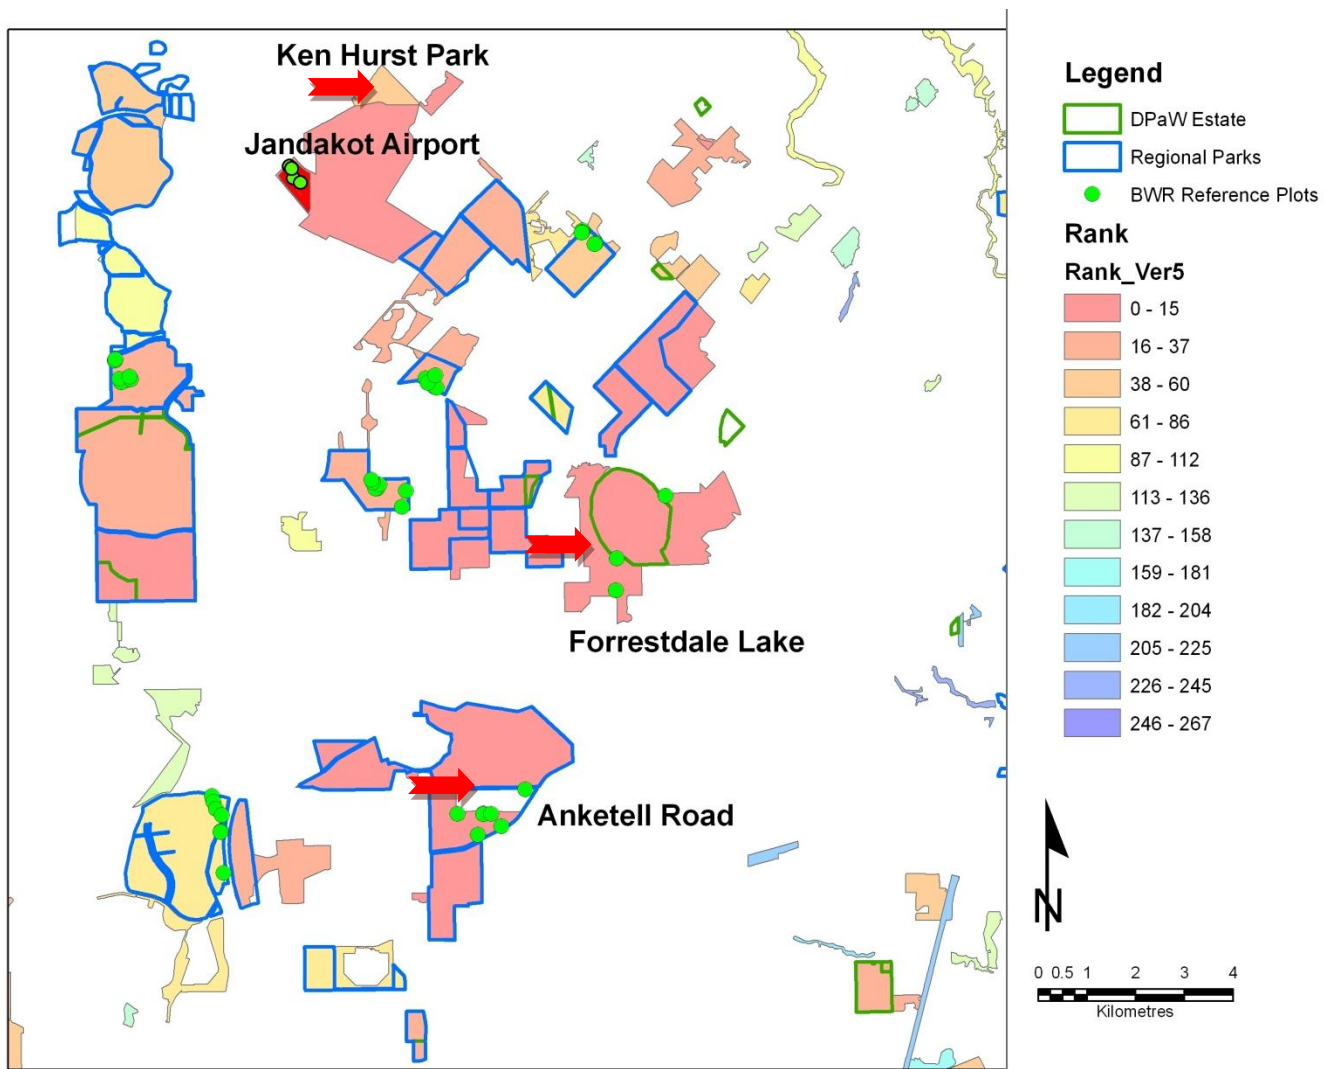 Ken Hurst Park
Jandakot Airport
Forrestdale Lake
Anketell Road
Legend
DPaW Estate
Regional Parks
BWR Reference Plots
Rank
Rank_Ver5
0 - 15
16 - 37
38 - 60
61 - 86
87 - 112
113 - 136
137 - 158
159 - 181
182 - 204
205 - 225
226 - 245
246 - 267
N
0 0.5 1 2 3 4
Kilometres